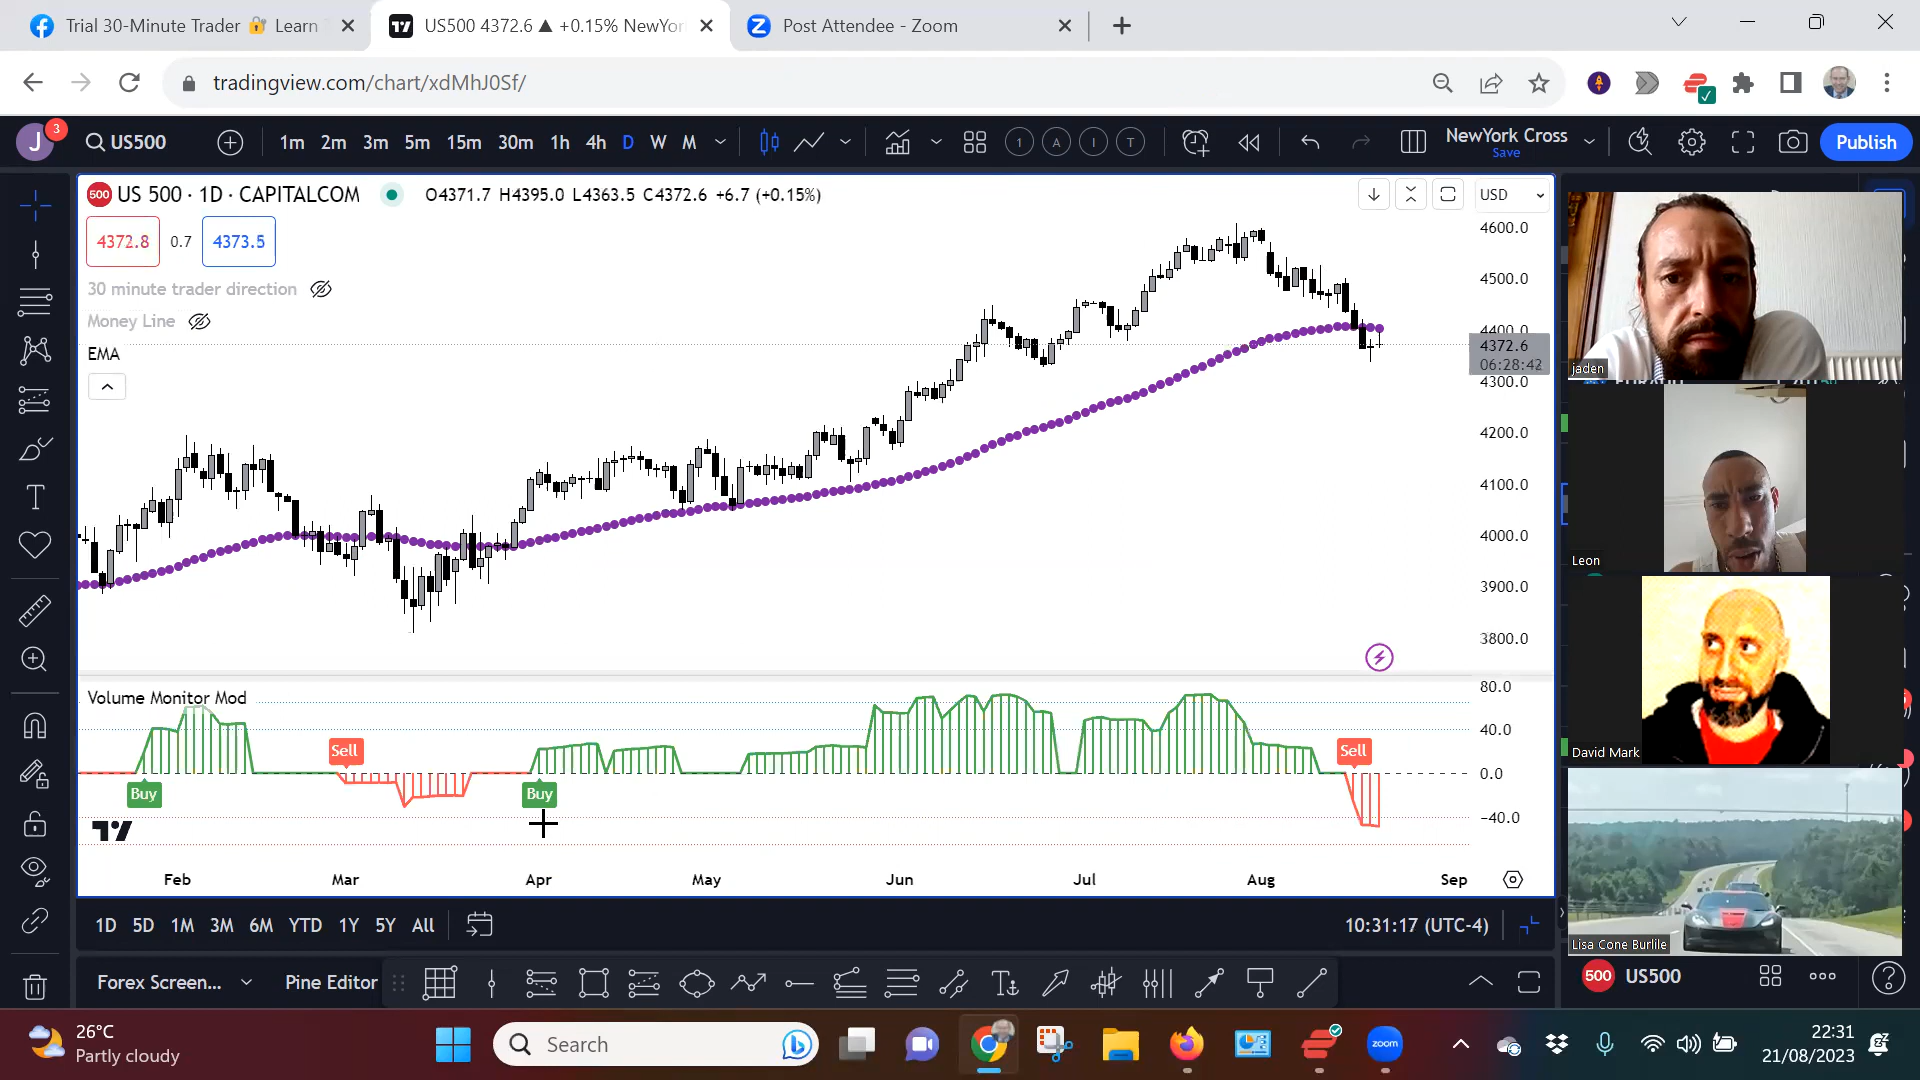 Trial 30-Minute Trader 🔐 Learn
US500 4372.6 ▲ +0.15% NewYor
Post Attendee - Zoom
tradingview.com/chart/xdMhJ0Sf/
J 3
US500
1m 2m 3m 5m 15m 30m 1h 4h D W M
1 A I T
NewYork Cross
Save
Publish
500 US 500 · 1D · CAPITALCOM O4371.7 H4395.0 L4363.5 C4372.6 +6.7 (+0.15%)
USD
4372.8 0.7 4373.5
30 minute trader direction
Money Line
EMA
4600.0
4500.0
4400.0
4372.6
06:28:42
4300.0
4200.0
4100.0
4000.0
3900.0
3800.0
Volume Monitor Mod
80.0
40.0
0.0
−40.0
Buy
Sell
Buy
Sell
Feb Mar Apr May Jun Jul Aug Sep
1D 5D 1M 3M 6M YTD 1Y 5Y All
10:31:17 (UTC-4)
Forex Screen... Pine Editor
jaden
Leon
David Mark
Lisa Cone Burlile
500 US500
26°C
Partly cloudy
Search
zoom
22:31
21/08/2023